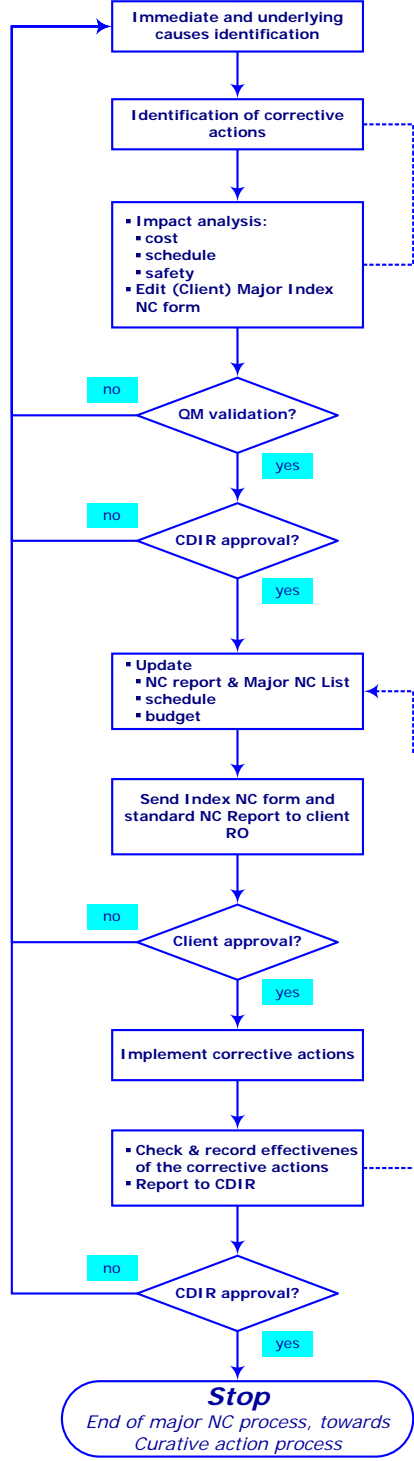 Immediate and underlying
causes identification
Identification of corrective
actions
▪ Impact analysis:
▪ cost
▪ schedule
▪ safety
▪ Edit (Client) Major Index
NC form
no
QM validation?
yes
no
CDIR approval?
yes
▪ Update
▪ NC report & Major NC List
▪ schedule
▪ budget
Send Index NC form and
standard NC Report to client
RO
no
Client approval?
yes
Implement corrective actions
▪ Check & record effectivenes
of the corrective actions
▪ Report to CDIR
no
CDIR approval?
yes
Stop
End of major NC process, towards
Curative action process